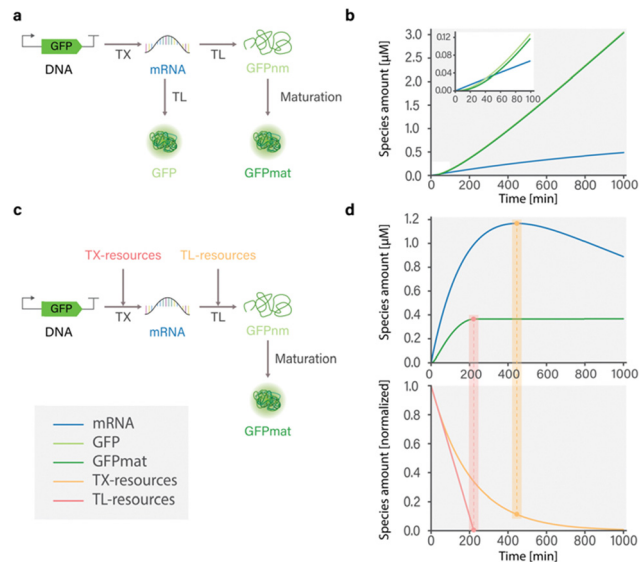 a
GFP
DNA
TX
mRNA
TL
GFPnm
TL
Maturation
GFP
GFPmat
b
Species amount [µM]
3.0
2.5
2.0
1.5
1.0
0.5
0.0
0.12
0.08
0.04
0.00
0 20 40 60 80 100
0 200 400 600 800 1000
Time [min]
c
TX-resources
TL-resources
GFP
DNA
TX
mRNA
TL
GFPnm
Maturation
GFPmat
mRNA
GFP
GFPmat
TX-resources
TL-resources
d
Species amount [µM]
1.2
1.0
0.8
0.6
0.4
0.2
0.0
0 200 400 600 800 1000
Species amount [normalized]
1.0
0.8
0.6
0.4
0.2
0.0
0 200 400 600 800 1000
Time [min]